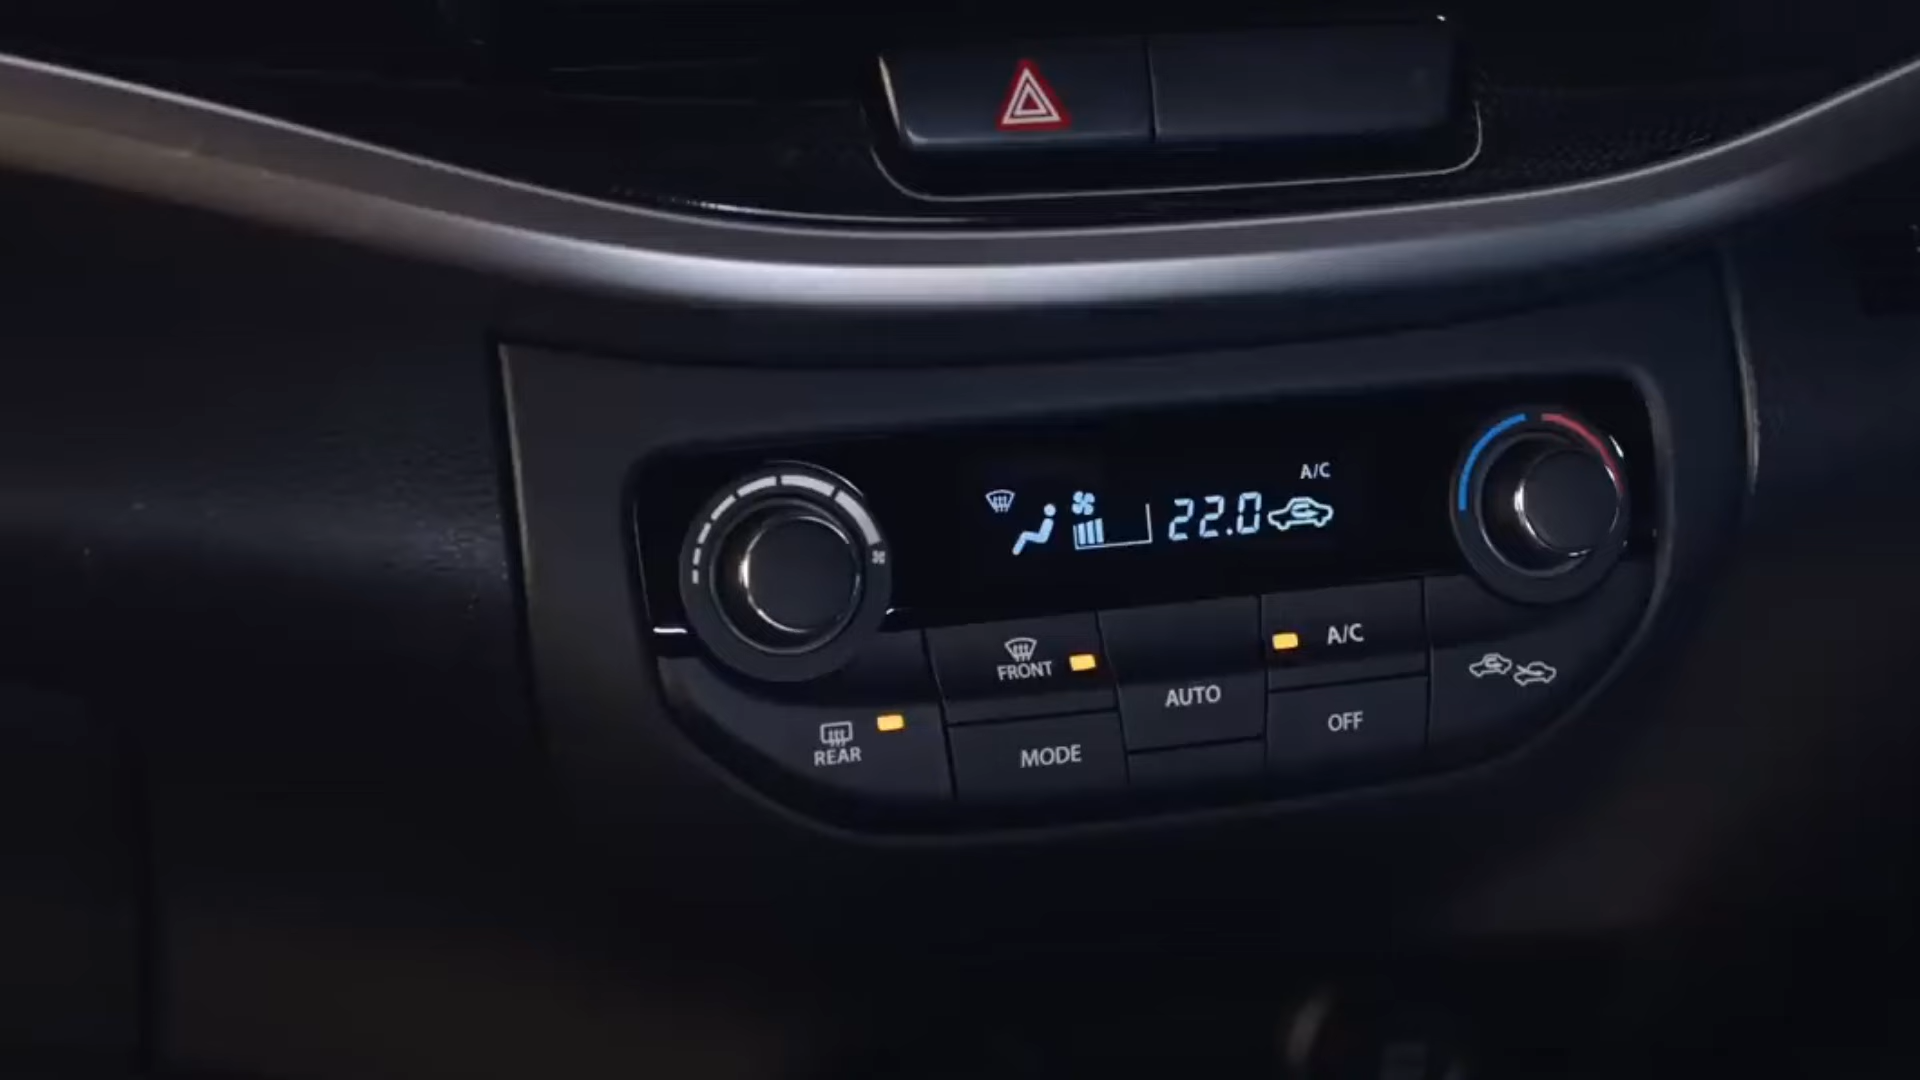 A/C
22.0
FRONT
A/C
AUTO
REAR
MODE
OFF